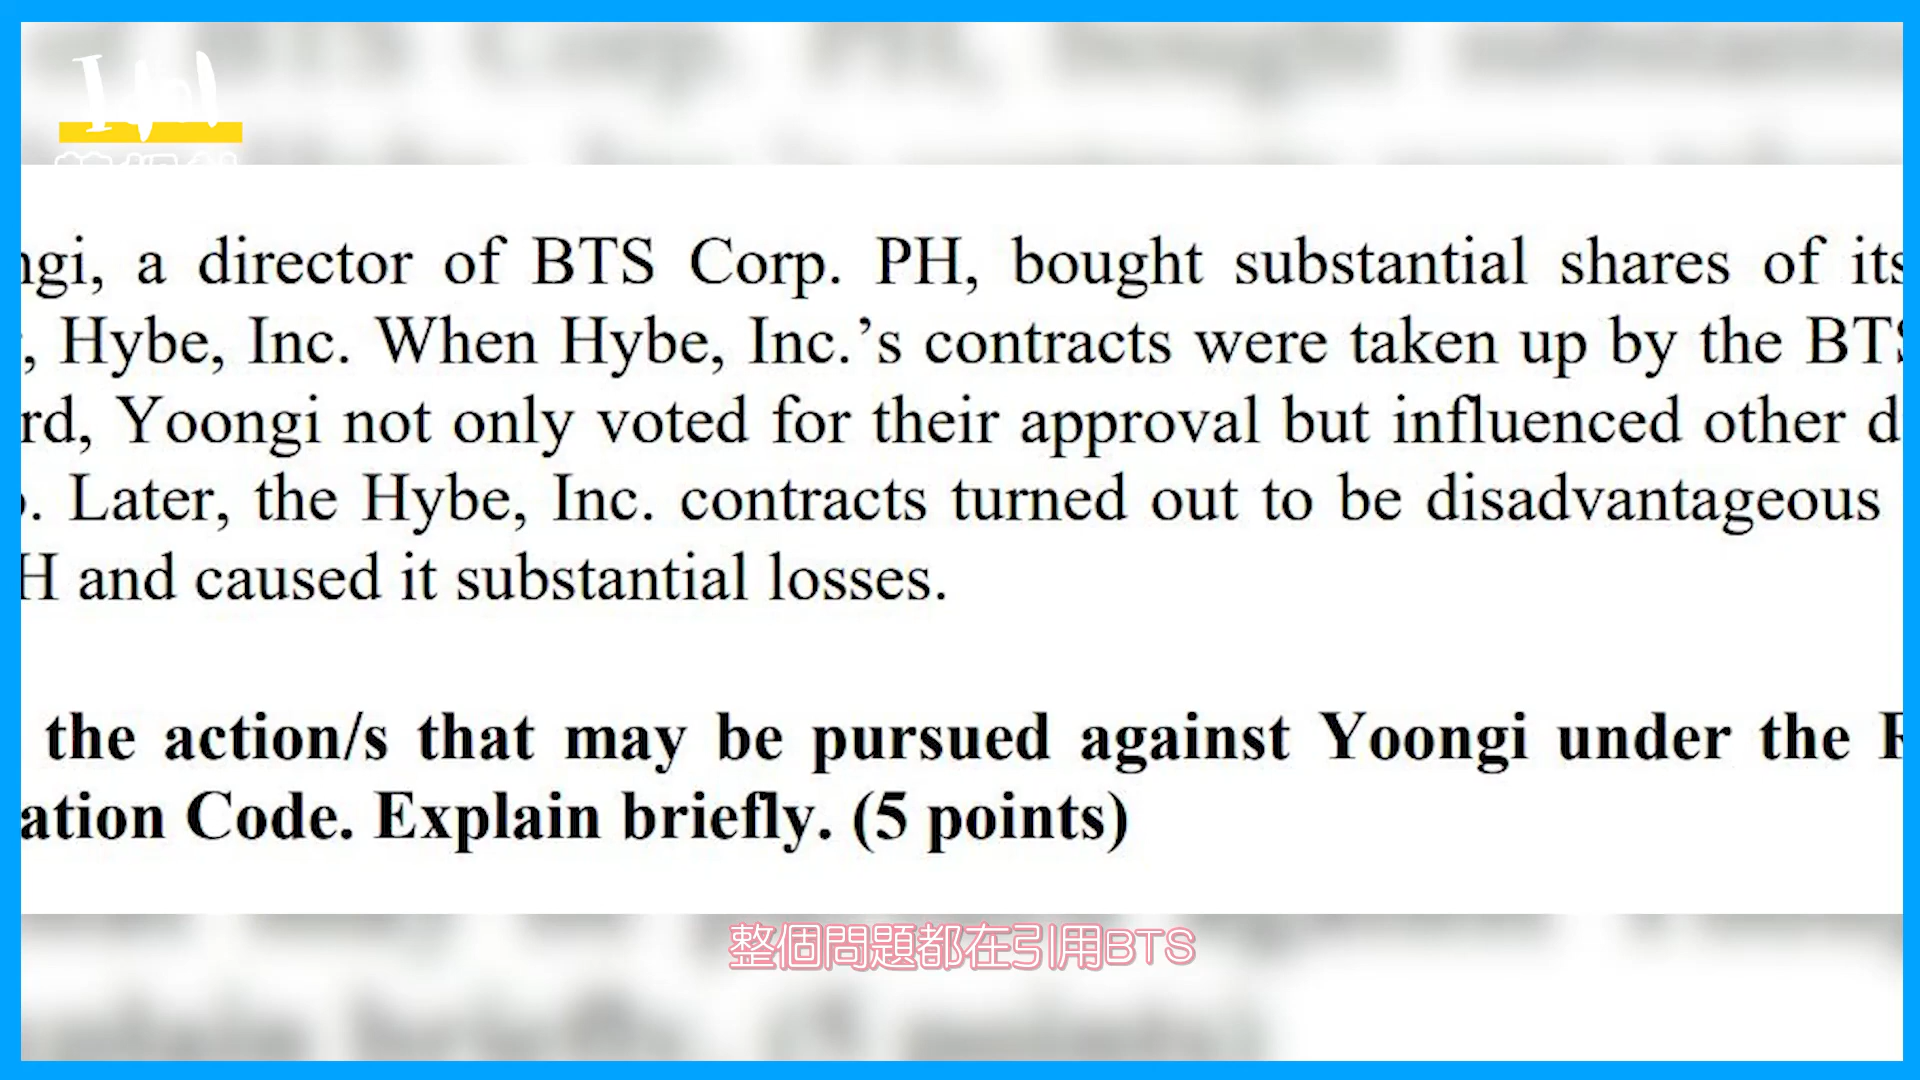 ngi, a director of BTS Corp. PH, bought substantial shares of its
, Hybe, Inc. When Hybe, Inc.’s contracts were taken up by the BTS
rd, Yoongi not only voted for their approval but influenced other d
. Later, the Hybe, Inc. contracts turned out to be disadvantageous
H and caused it substantial losses.
the action/s that may be pursued against Yoongi under the R
ation Code. Explain briefly. (5 points)
整個問題都在引用BTS